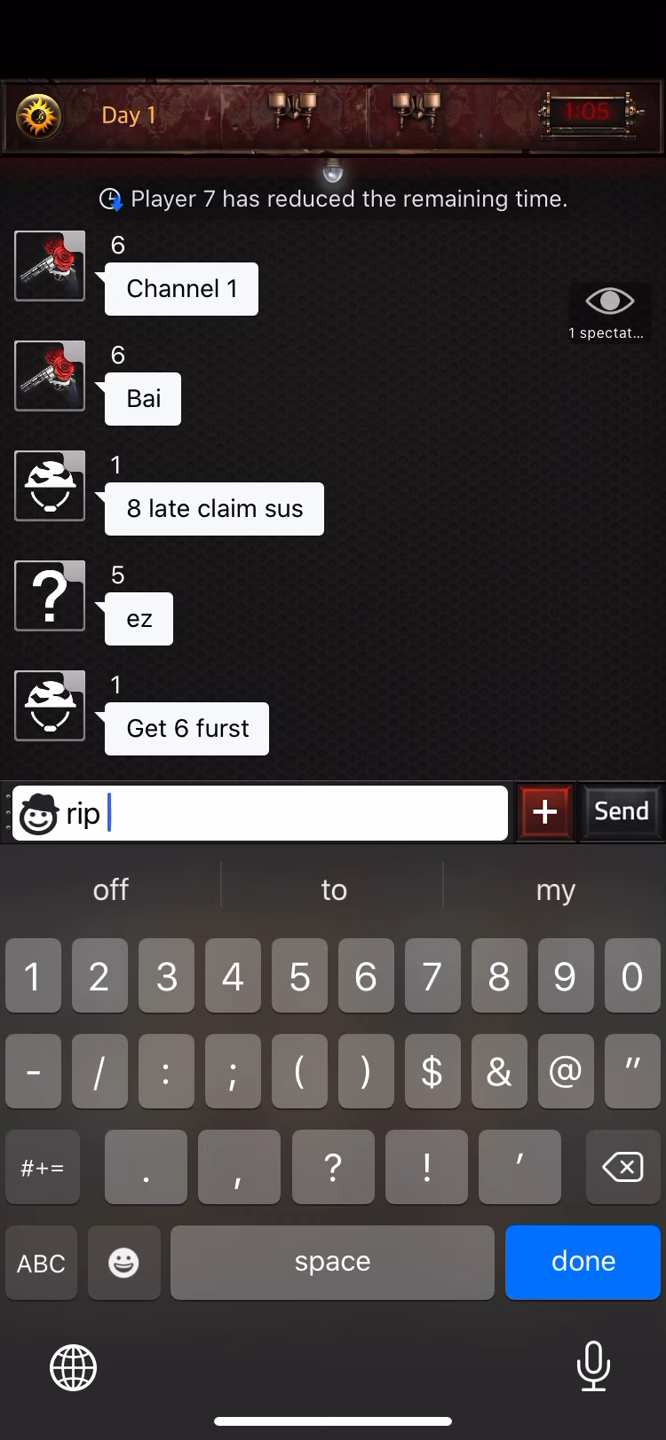 Day 1
1:05
Player 7 has reduced the remaining time.
6
Channel 1
1 spectat...
6
Bai
1
8 late claim sus
?
5
ez
1
Get 6 furst
rip
+
Send
off to my
1 2 3 4 5 6 7 8 9 0
- / : ; ( ) $ & @ "
#+= . , ? ! '
ABC space done